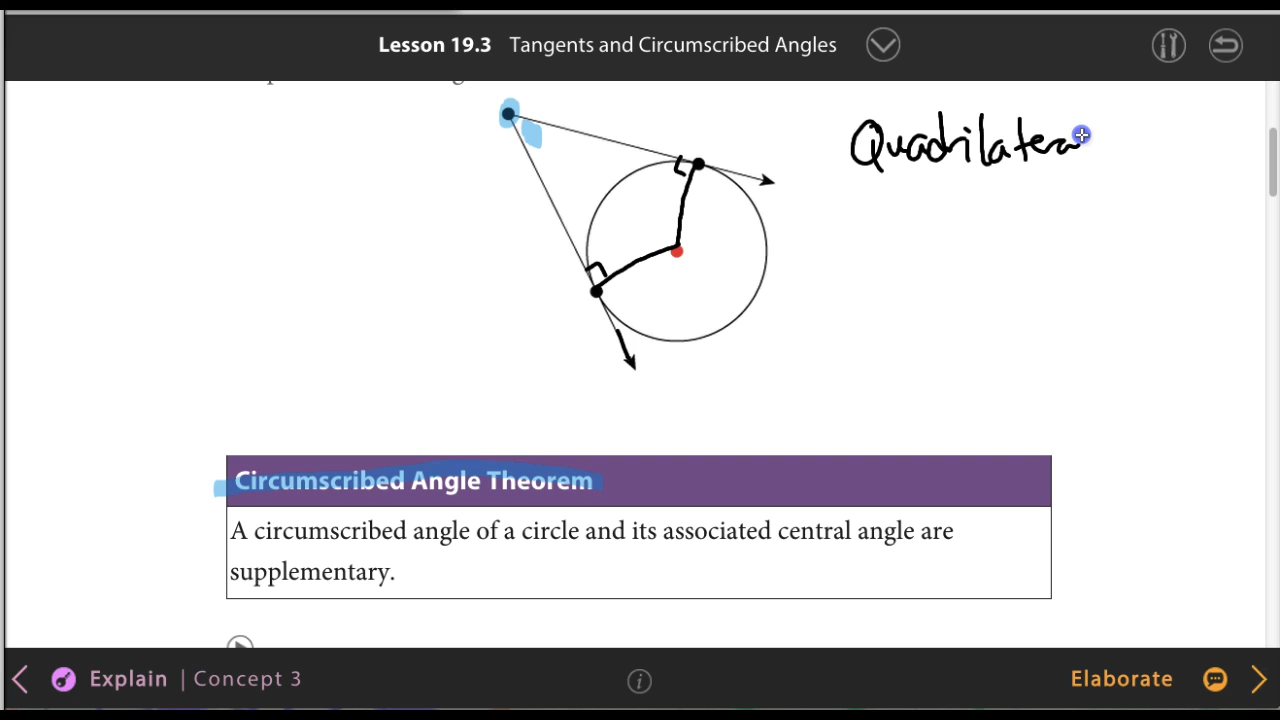 Lesson 19.3 Tangents and Circumscribed Angles
Quadrilatera
Circumscribed Angle Theorem
A circumscribed angle of a circle and its associated central angle are
supplementary.
Explain | Concept 3
Elaborate